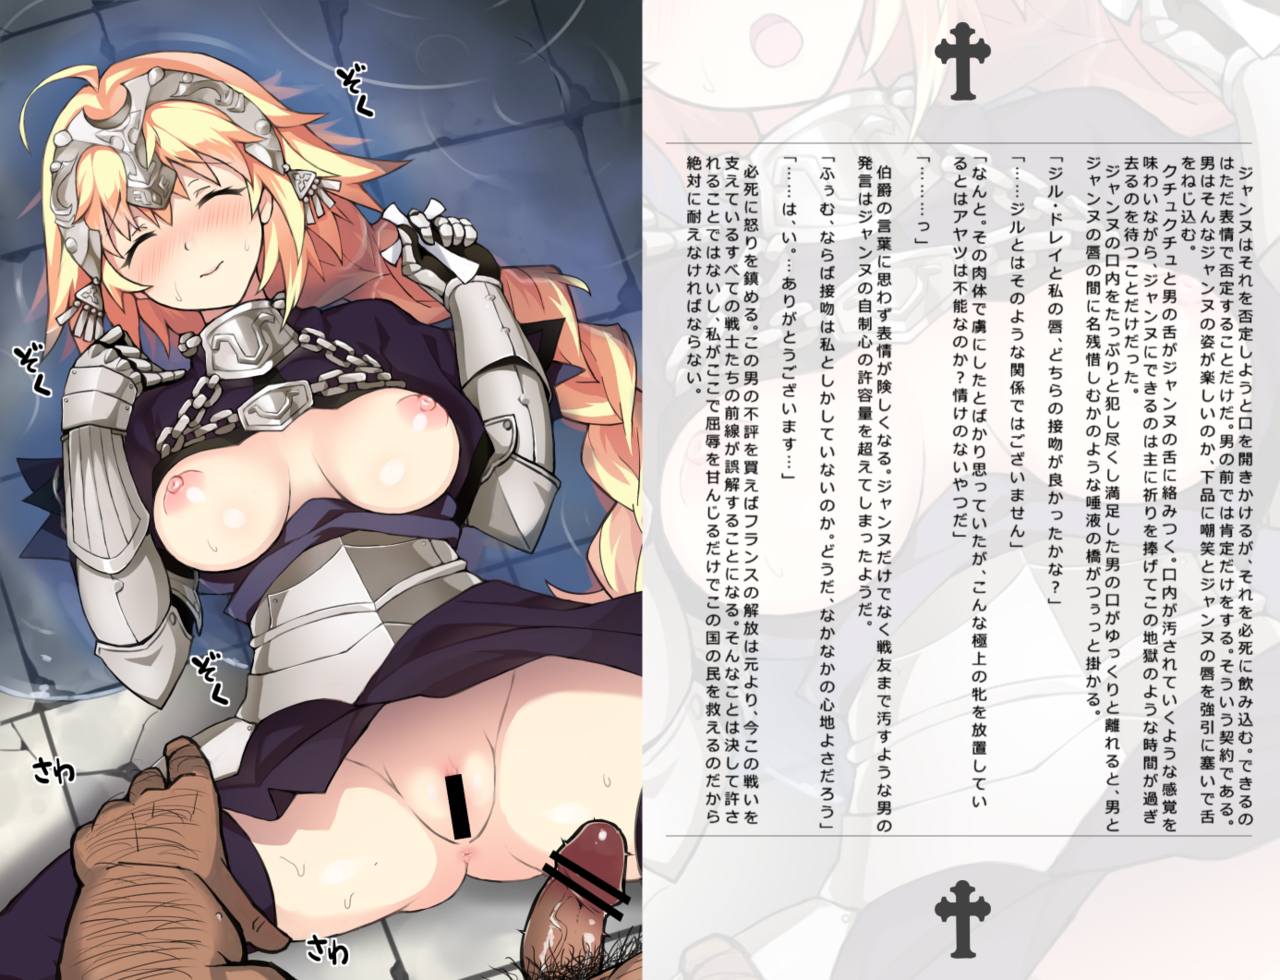 ジャンヌはそれを否定しようと口を開きかけるが、それを必死に飲み込む。できるの
はただ表情で否定することだけだ。男の前では肯定だけをする。そういう契約である。
男はそんなジャンヌの姿が楽しいのか、下品に嘲笑とジャンヌの唇を強引に塞いで舌
をねじ込む。
クチュクチュと男の舌がジャンヌの舌に絡みつく。口内が汚されていくような感覚を
味わいながら、ジャンヌにできるのは主に祈りを捧げてこの地獄のような時間が過ぎ
去るのを待つことだけだった。
ジャンヌの口内をたっぷりと犯し尽くし満足した男の口がゆっくりと離れると、男と
ジャンヌの唇の間に名残惜しむかのような唾液の橋がつぅっと掛かる。
「ジル・ドレイと私の唇、どちらの接吻が良かったかな？」
「……ジルとはそのような関係ではございません」
「なんと。その肉体で虜にしたとばかり思っていたが、こんな極上の牝を放置してい
るとはアヤツは不能なのか？情けのないやつだ」
「………っ」
伯爵の言葉に思わず表情が険しくなる。ジャンヌだけでなく戦友まで汚すような男の
発言はジャンヌの自制心の許容量を超えてしまったようだ。
「ふぅむ、ならば接吻は私としかしていないのか。どうだ、なかなかの心地よさだろう」
「………は、い。…ありがとうございます…」
必死に怒りを鎮める。この男の不評を買えばフランスの解放は元より、今この戦いを
支えているすべての戦士たちの前線が誤解することになる。そんなことは決して許さ
れることではないし、私がここで屈辱を甘んじるだけでこの国の民を救えるのだから
絶対に耐えなければならない。
ぞく
ぞく
ぞく
さわ
さわ